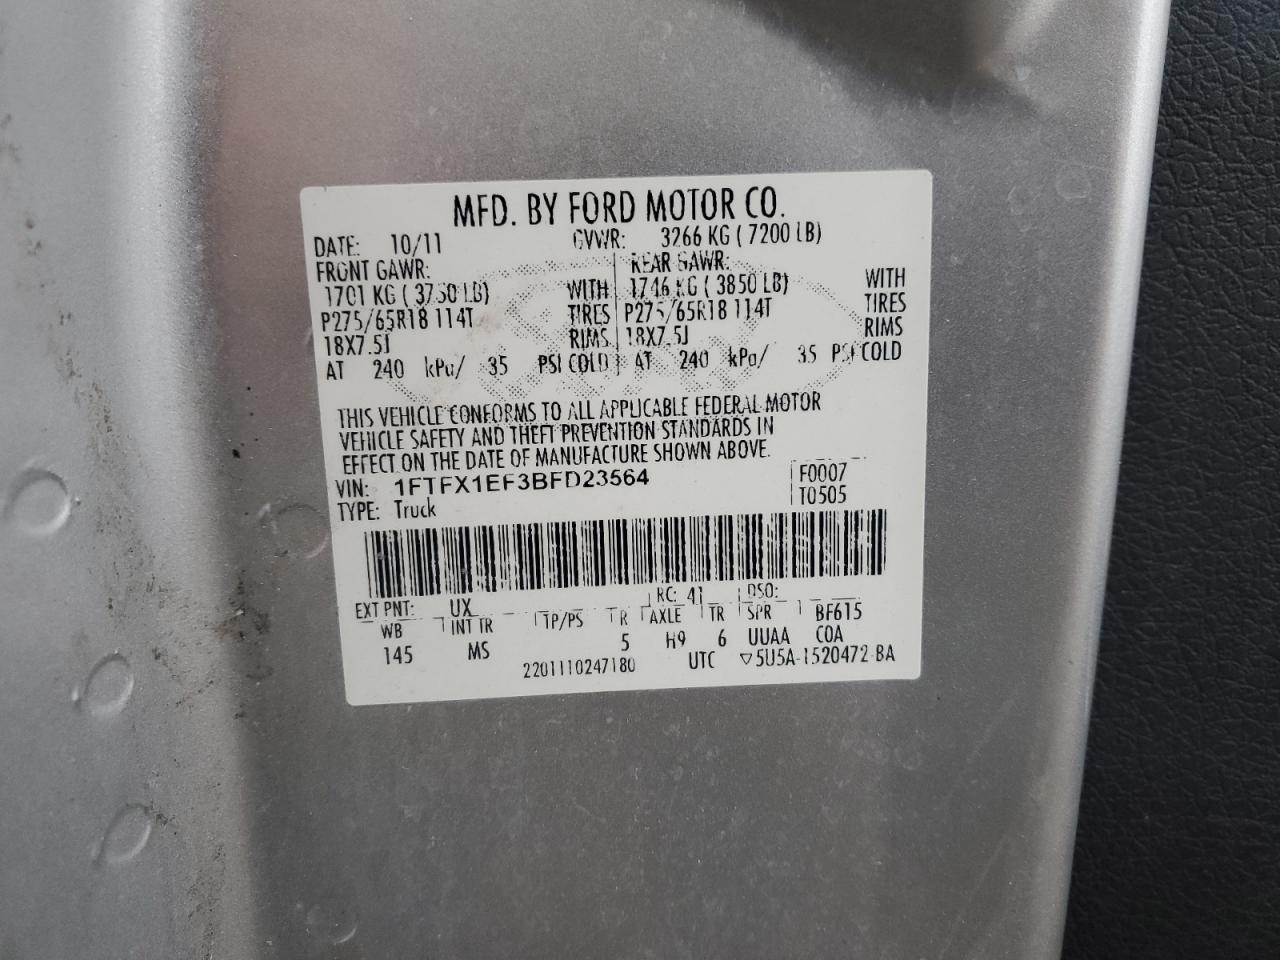 MFD. BY FORD MOTOR CO.
DATE: 10/11 GVWR: 3266 KG ( 7200 LB)
FRONT GAWR: REAR GAWR: WITH
1701 KG ( 3750 LB) WITH 1746 KG ( 3850 LB) TIRES
P275/65R18 114T TIRES P275/65R18 114T RIMS
18X7.5J RIMS 18X7.5J
AT 240 kPa/ 35 PSI COLD AT 240 kPa/ 35 PSI COLD
THIS VEHICLE CONFORMS TO ALL APPLICABLE FEDERAL MOTOR
VEHICLE SAFETY AND THEFT PREVENTION STANDARDS IN
EFFECT ON THE DATE OF MANUFACTURE SHOWN ABOVE.
VIN: 1FTFX1EF3BFD23564 F0007
TYPE: Truck T0505
EXT PNT: UX RC: 41 DSO:
WB INT TR TP/PS R AXLE TR SPR BF615
145 MS 5 H9 6 UUAA COA
2201110247180 UTC ▽5U5A-1520472-BA